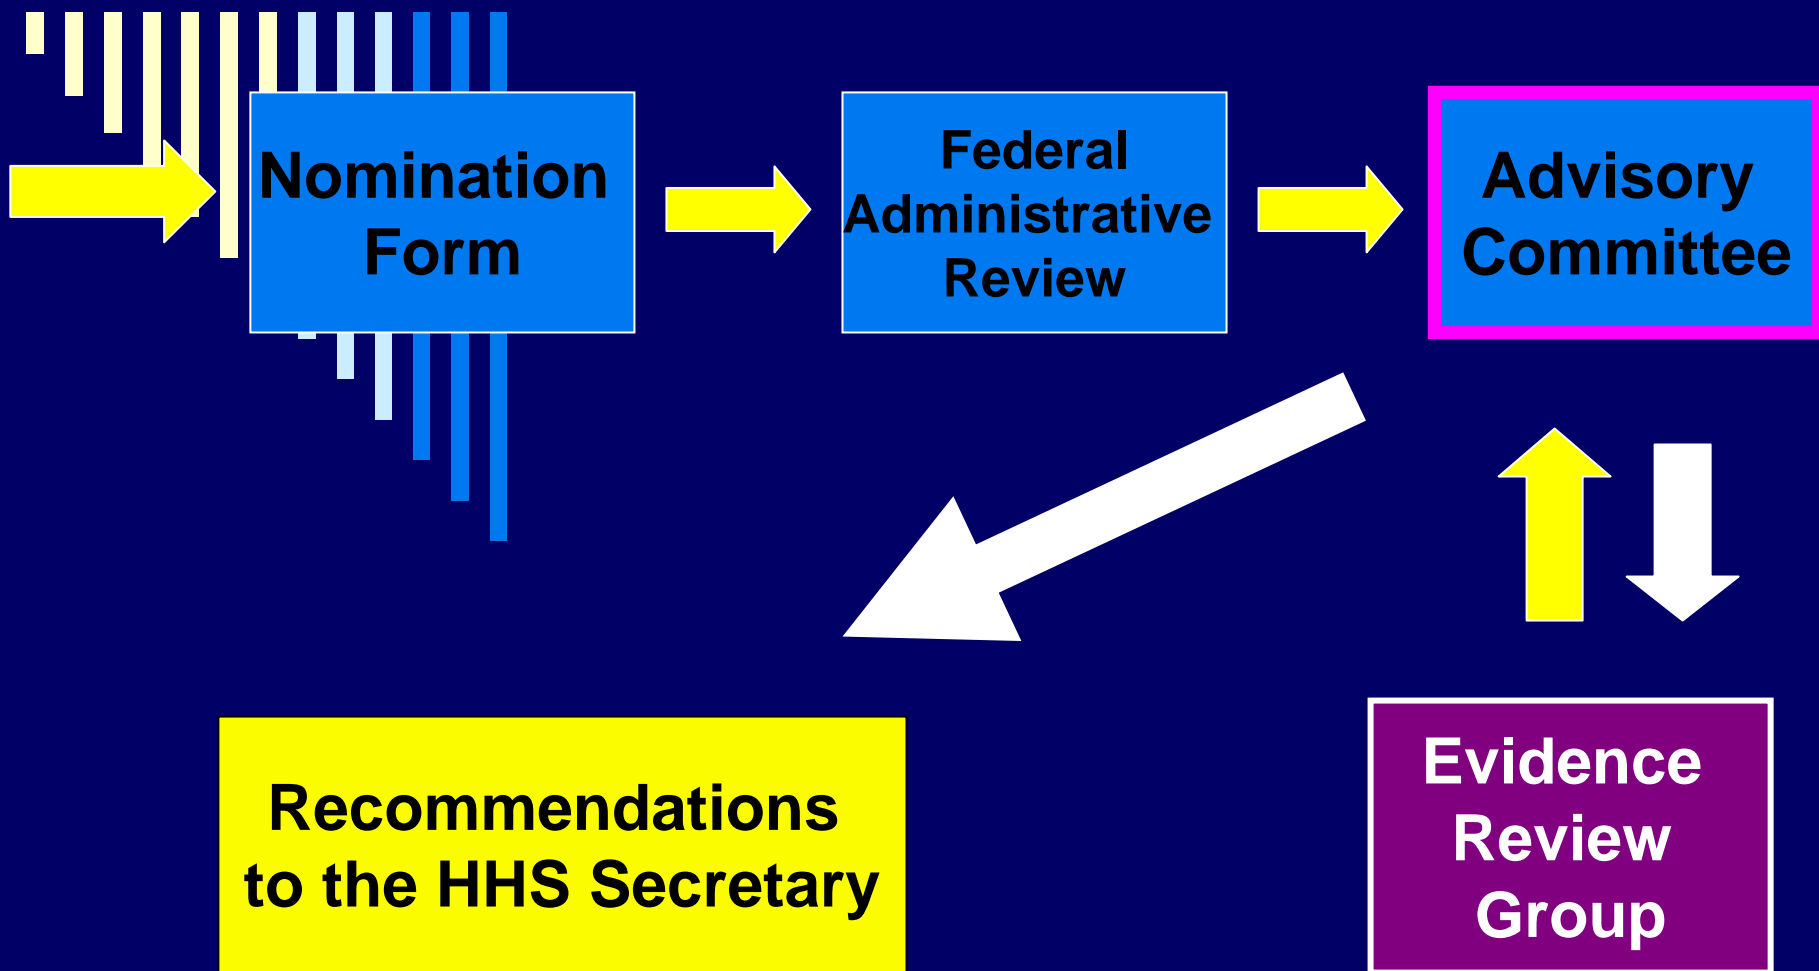 Nomination
Form
Federal
Administrative
Review
Advisory
Committee
Recommendations
to the HHS Secretary
Evidence
Review
Group